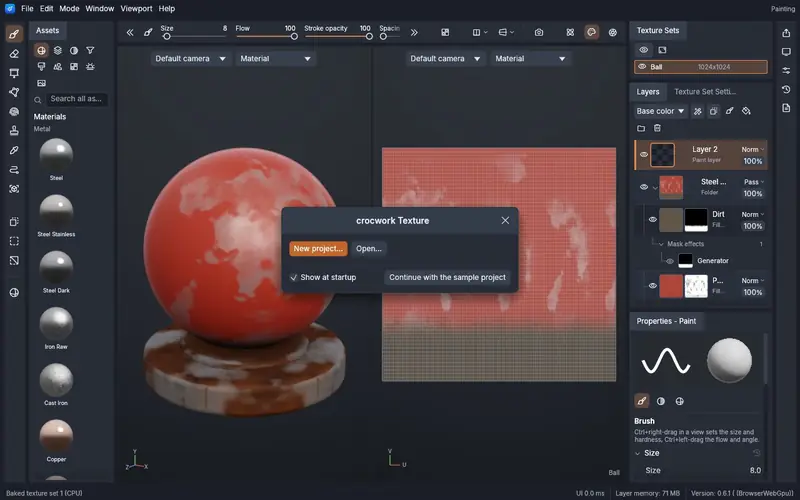 File Edit Mode Window Viewport Help
Painting
Assets
Size 8 Flow 100 Stroke opacity 100 Spacin
Texture Sets
Default camera Material Default camera Material
Ball 1024x1024
Layers Texture Set Setti...
Search all as...
Base color
Materials
Metal
Steel
Steel Stainless
Steel Dark
Iron Raw
Cast Iron
Copper
Layer 2 Norm
Paint layer 100%
Steel ... Pass
Folder 100%
Dirt Norm
Fill... 100%
Mask effects 1
Generator
P... Norm
Fill... 100%
crocwork Texture
New project... Open...
Show at startup Continue with the sample project
Properties - Paint
Brush
Ctrl+right-drag in a view sets the size and
hardness, Ctrl+left-drag the flow and angle.
Size
Size 8.0
Y
Z X
V
U
Ball
Baked texture set 1 (CPU)
UI 0.0 ms Layer memory: 71 MB Version: 0.6.1 ((BrowserWebGpu))